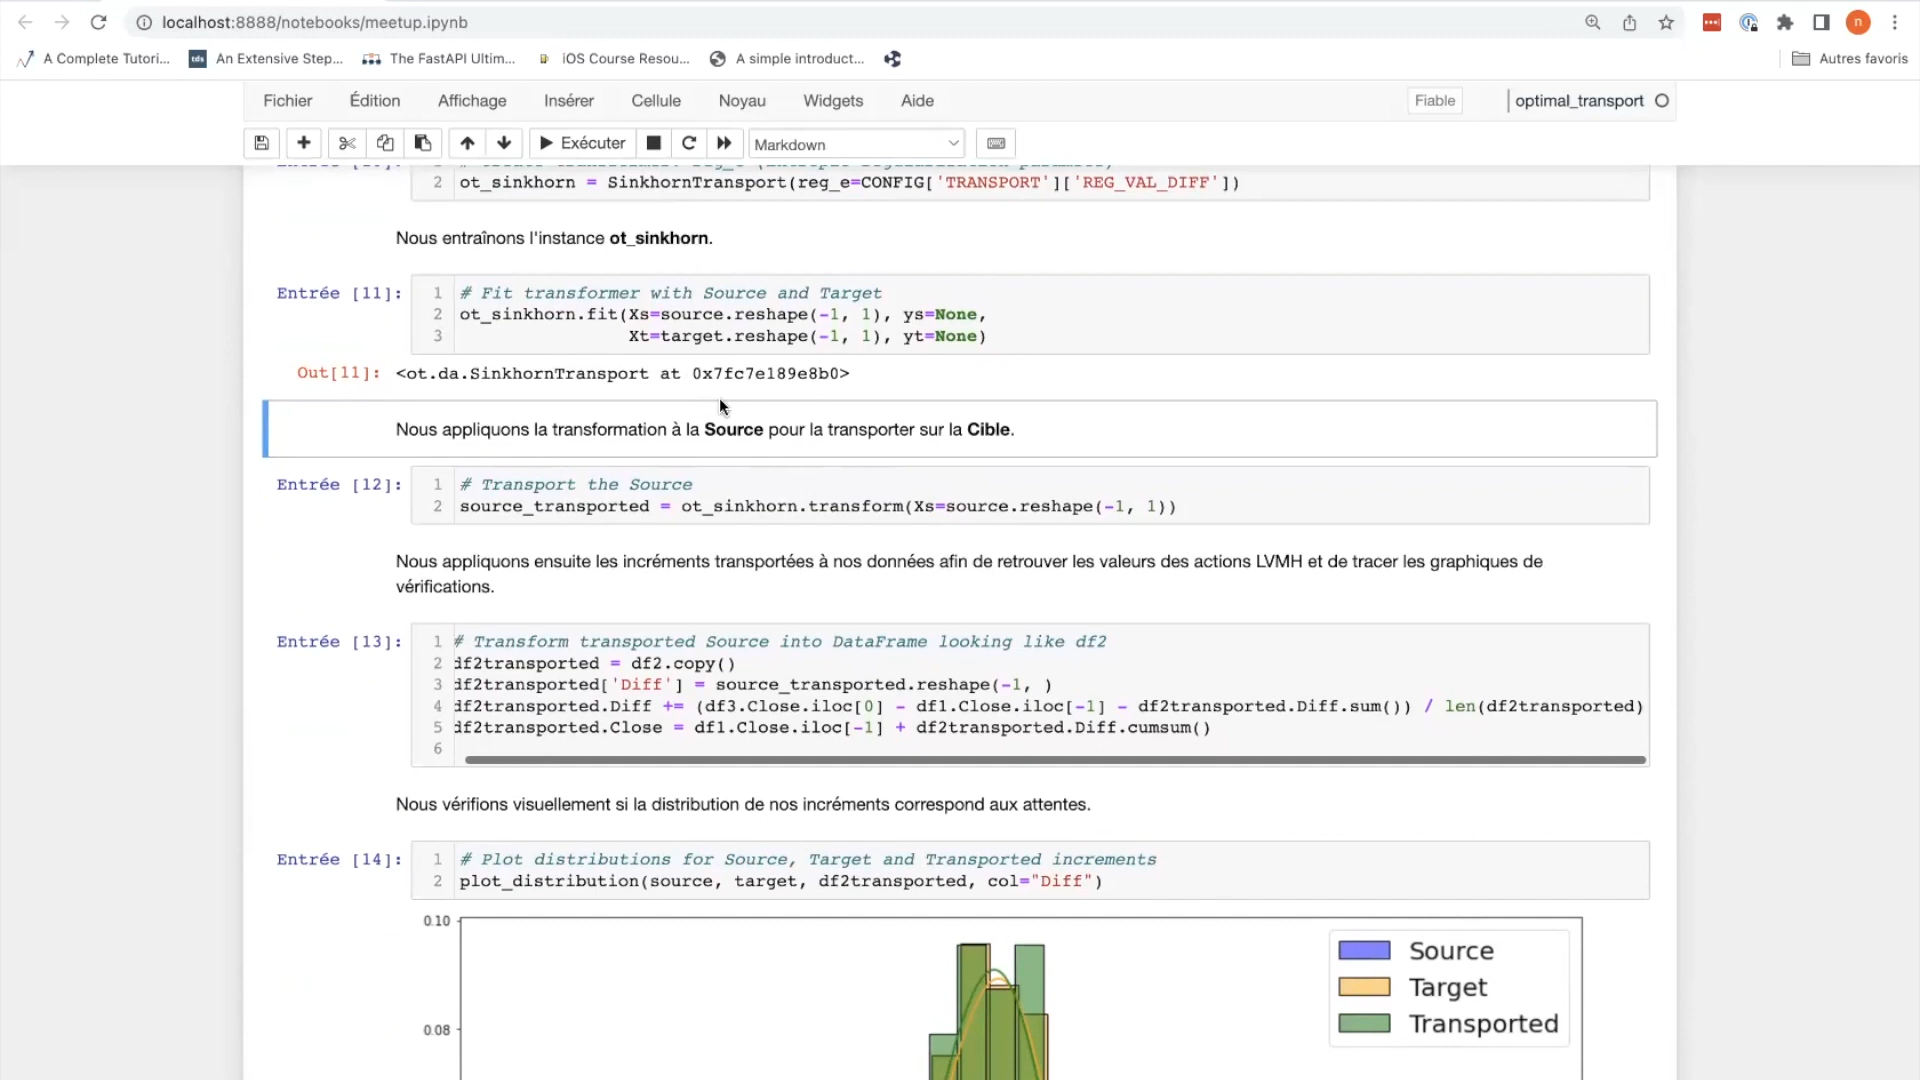 localhost:8888/notebooks/meetup.ipynb
n
A Complete Tutori...
tds An Extensive Step...
The FastAPI Ultim...
iOS Course Resou...
A simple introduct...
Autres favoris
Fichier Édition Affichage Insérer Cellule Noyau Widgets Aide
Fiable
optimal_transport
Exécuter
Markdown
2 ot_sinkhorn = SinkhornTransport(reg_e=CONFIG['TRANSPORT']['REG_VAL_DIFF'])
Nous entraînons l'instance ot_sinkhorn.
Entrée [11]:
1 # Fit transformer with Source and Target
2 ot_sinkhorn.fit(Xs=source.reshape(-1, 1), ys=None,
3 Xt=target.reshape(-1, 1), yt=None)
Out[11]: <ot.da.SinkhornTransport at 0x7fc7e189e8b0>
Nous appliquons la transformation à la Source pour la transporter sur la Cible.
Entrée [12]:
1 # Transport the Source
2 source_transported = ot_sinkhorn.transform(Xs=source.reshape(-1, 1))
Nous appliquons ensuite les incréments transportées à nos données afin de retrouver les valeurs des actions LVMH et de tracer les graphiques de
vérifications.
Entrée [13]:
1 # Transform transported Source into DataFrame looking like df2
2 df2transported = df2.copy()
3 df2transported['Diff'] = source_transported.reshape(-1, )
4 df2transported.Diff += (df3.Close.iloc[0] - df1.Close.iloc[-1] - df2transported.Diff.sum()) / len(df2transported)
5 df2transported.Close = df1.Close.iloc[-1] + df2transported.Diff.cumsum()
6
Nous vérifions visuellement si la distribution de nos incréments correspond aux attentes.
Entrée [14]:
1 # Plot distributions for Source, Target and Transported increments
2 plot_distribution(source, target, df2transported, col="Diff")
0.10
Source
Target
Transported
0.08